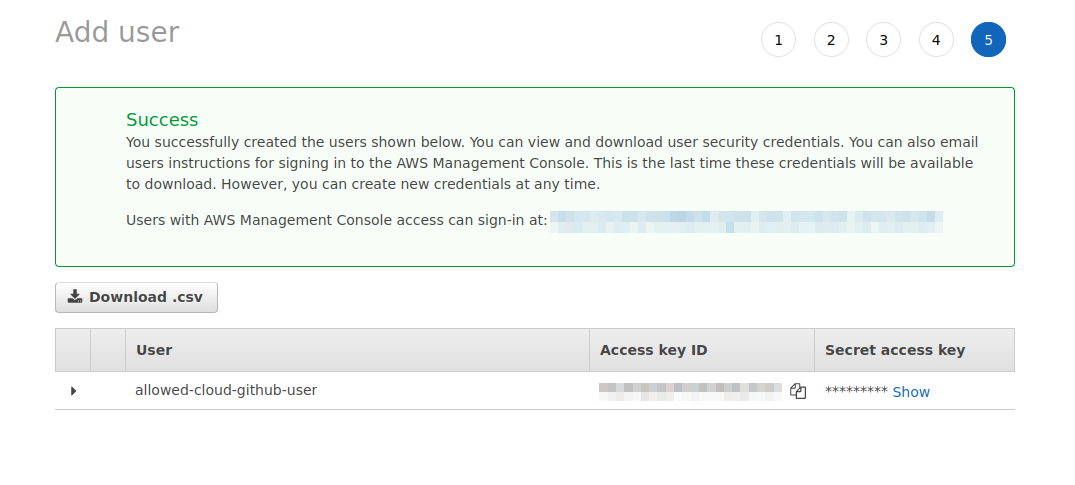 Add user
1 2 3 4 5
Success
You successfully created the users shown below. You can view and download user security credentials. You can also email
users instructions for signing in to the AWS Management Console. This is the last time these credentials will be available
to download. However, you can create new credentials at any time.
Users with AWS Management Console access can sign-in at:
Download .csv
User Access key ID Secret access key
allowed-cloud-github-user ********* Show